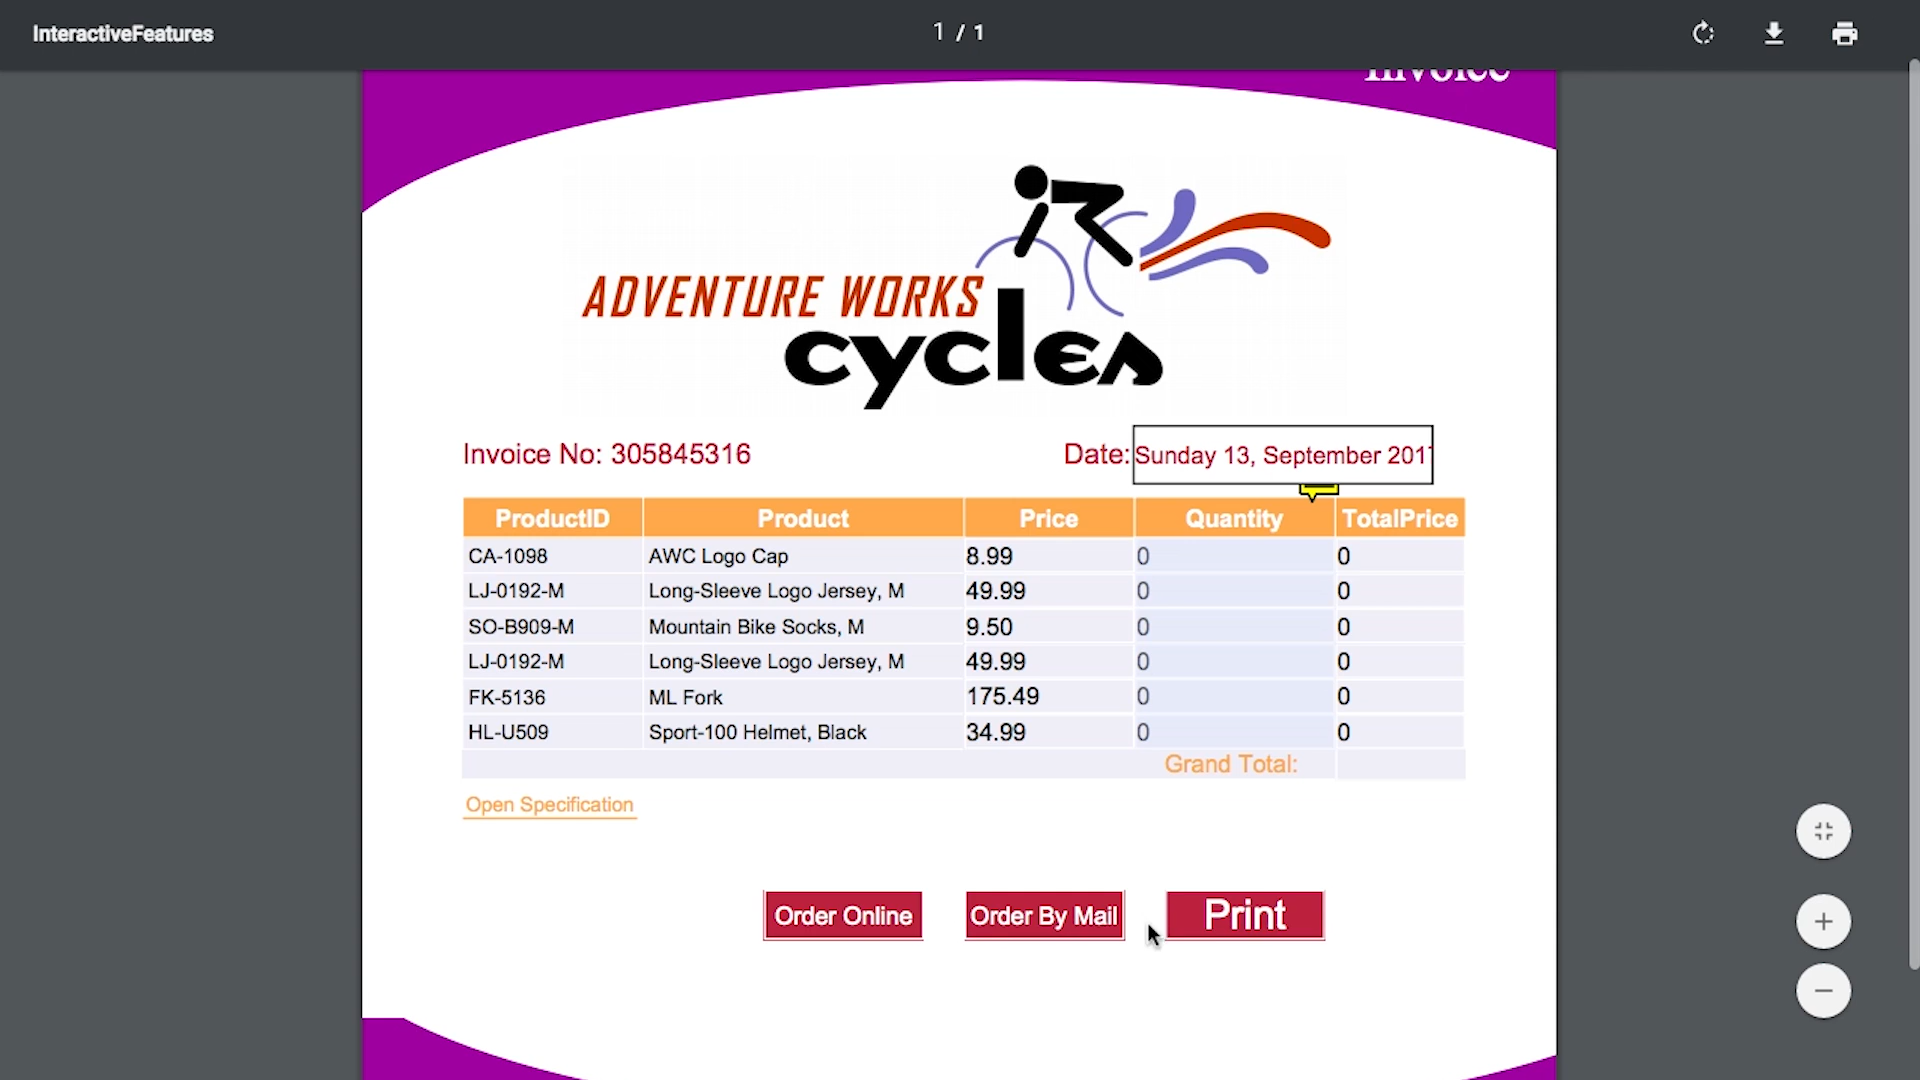 InteractiveFeatures
1 / 1
Invoice
ADVENTURE WORKS
cycles
Invoice No: 305845316 Date: Sunday 13, September 201
ProductID Product Price Quantity TotalPrice
CA-1098 AWC Logo Cap 8.99 0 0
LJ-0192-M Long-Sleeve Logo Jersey, M 49.99 0 0
SO-B909-M Mountain Bike Socks, M 9.50 0 0
LJ-0192-M Long-Sleeve Logo Jersey, M 49.99 0 0
FK-5136 ML Fork 175.49 0 0
HL-U509 Sport-100 Helmet, Black 34.99 0 0
Grand Total:
Open Specification
Order Online Order By Mail Print